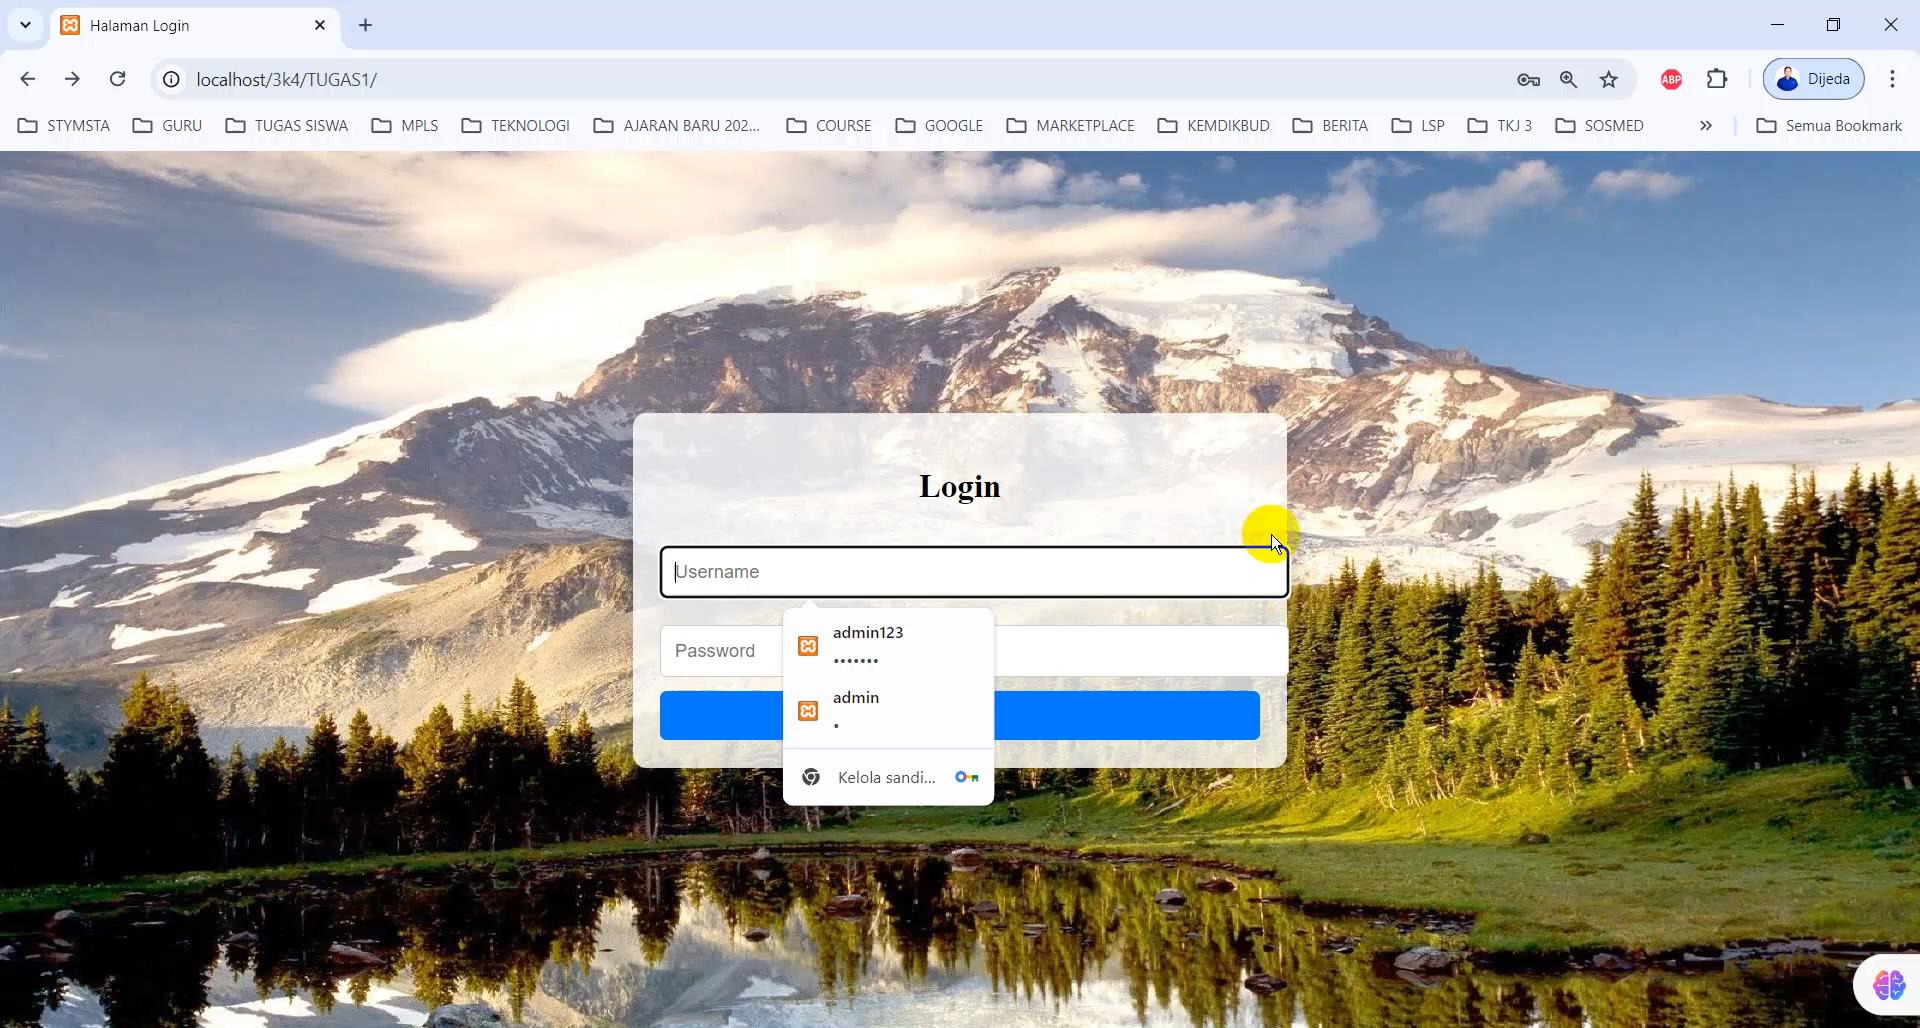 Halaman Login
localhost/3k4/TUGAS1/
ABP
Dijeda
STYMSTA GURU TUGAS SISWA MPLS TEKNOLOGI AJARAN BARU 202... COURSE GOOGLE MARKETPLACE KEMDIKBUD BERITA LSP TKJ 3 SOSMED » Semua Bookmark
Login
Username
admin123
•••••••
Password
admin
•
Kelola sandi...